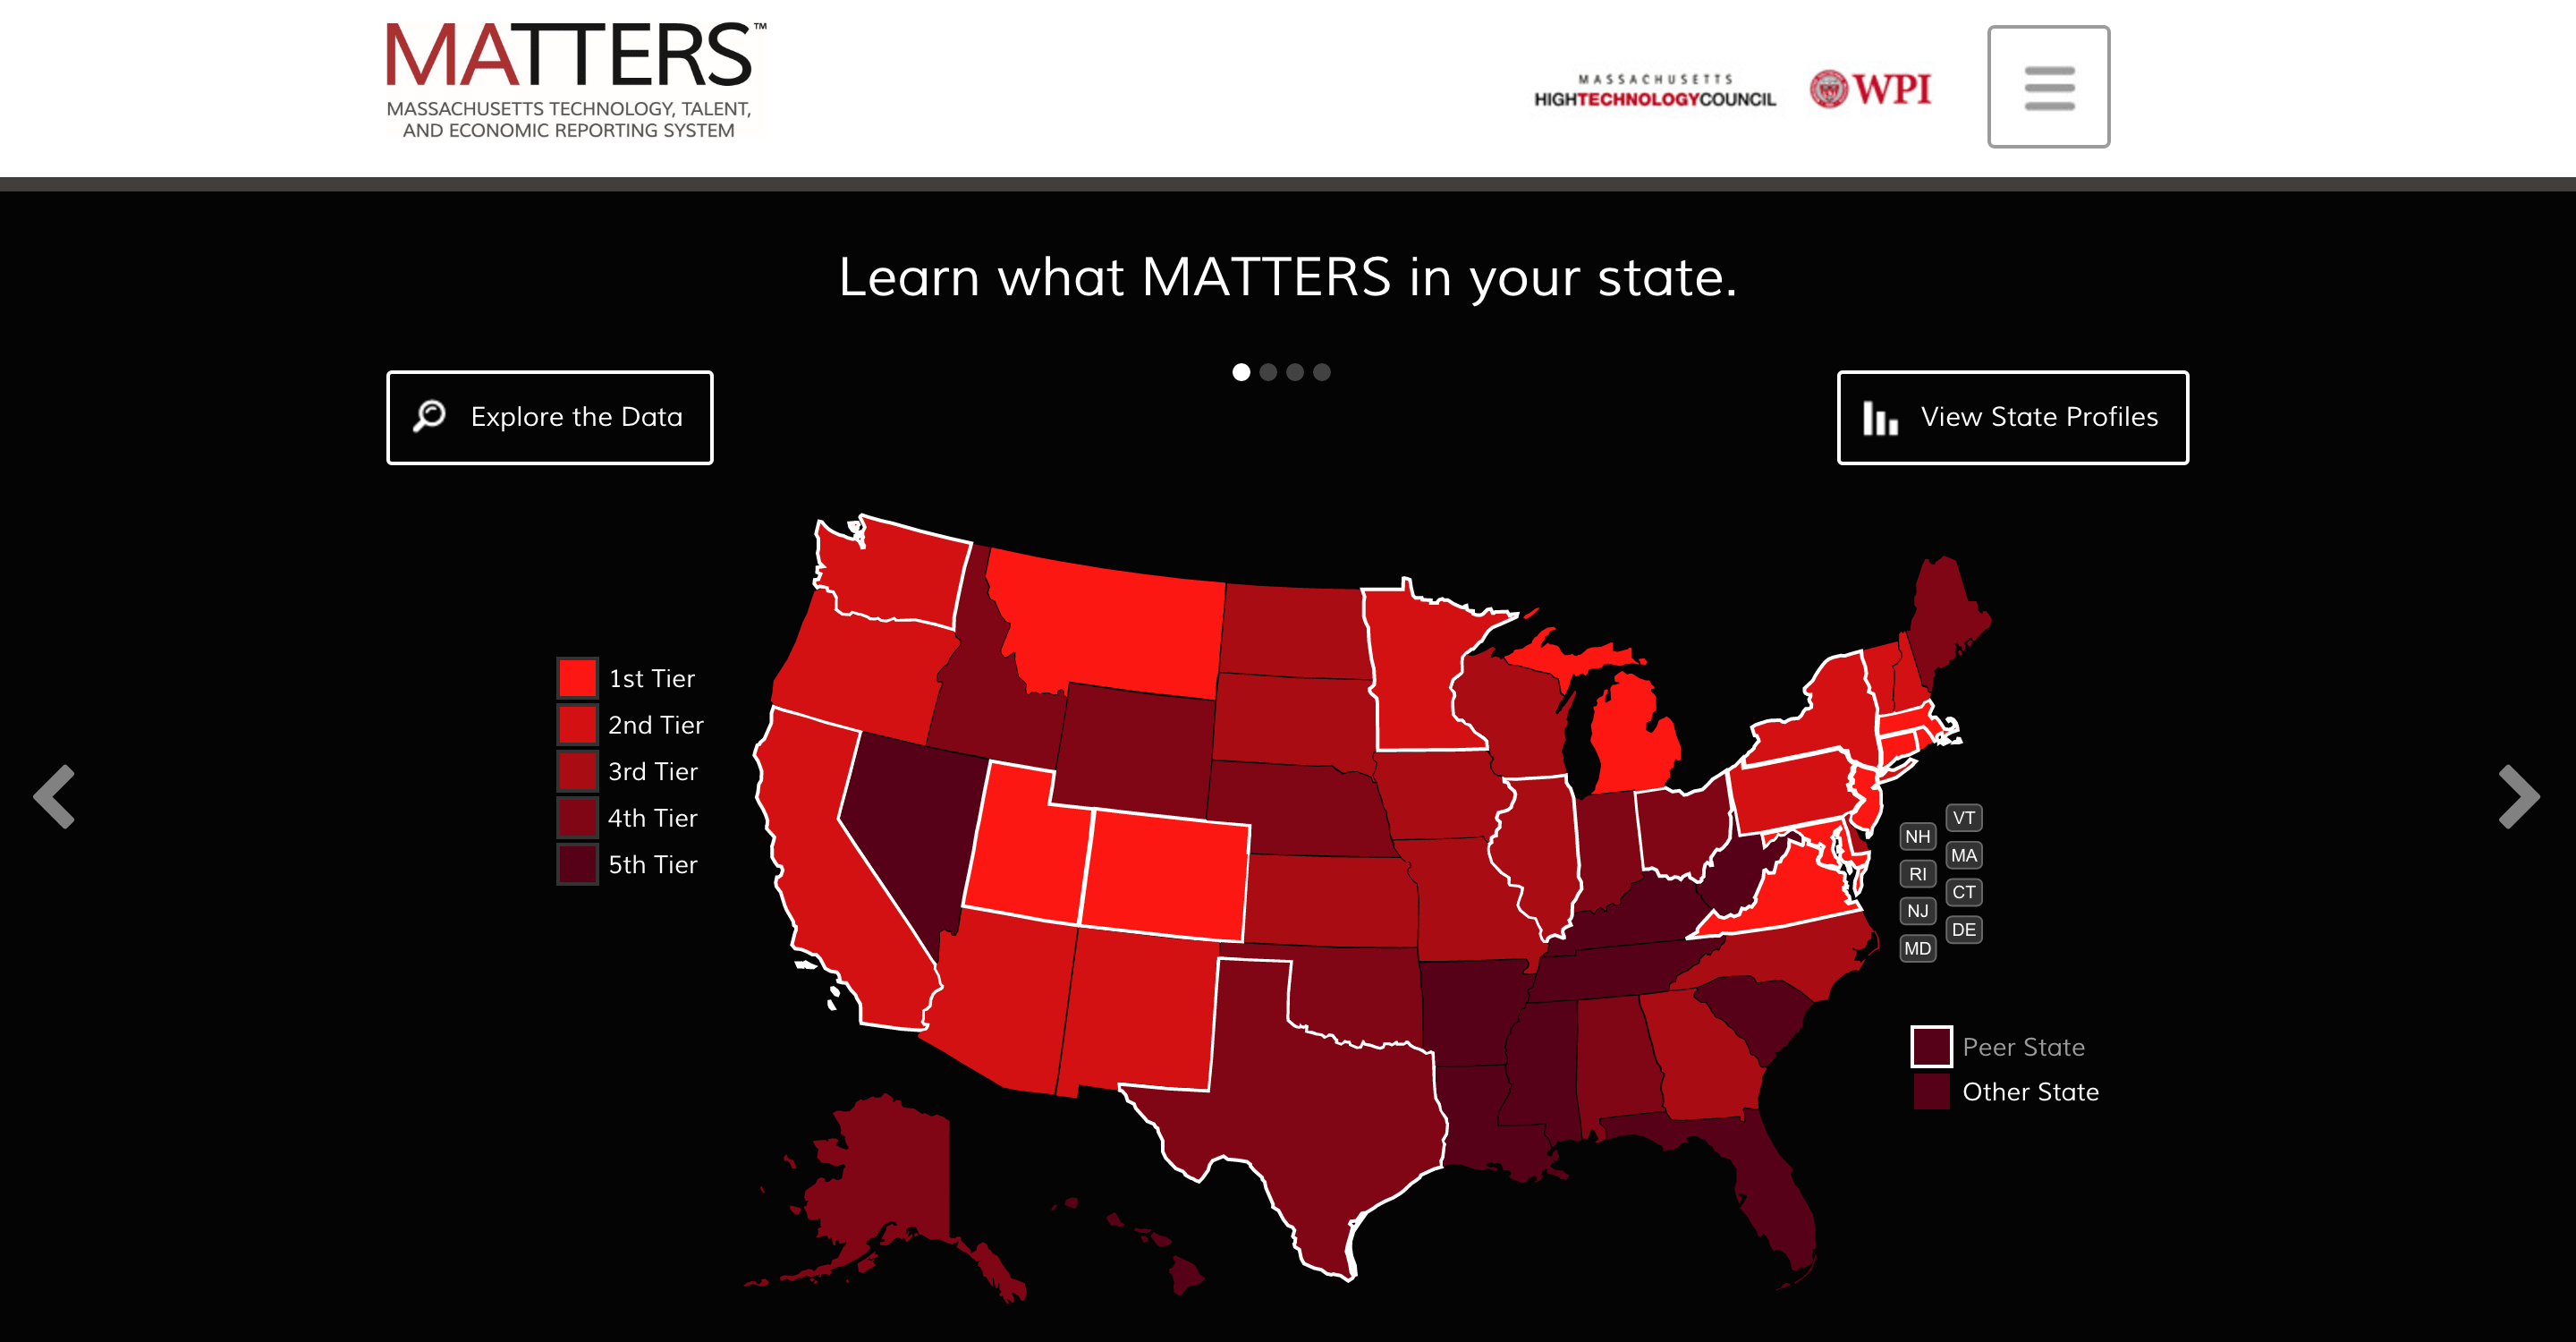 MATTERS™
MASSACHUSETTS TECHNOLOGY, TALENT,
AND ECONOMIC REPORTING SYSTEM
MASSACHUSETTS
HIGHTECHNOLOGYCOUNCIL
WPI
Learn what MATTERS in your state.
Explore the Data
View State Profiles
1st Tier
2nd Tier
3rd Tier
4th Tier
5th Tier
VT
NH
MA
RI
CT
NJ
DE
MD
Peer State
Other State